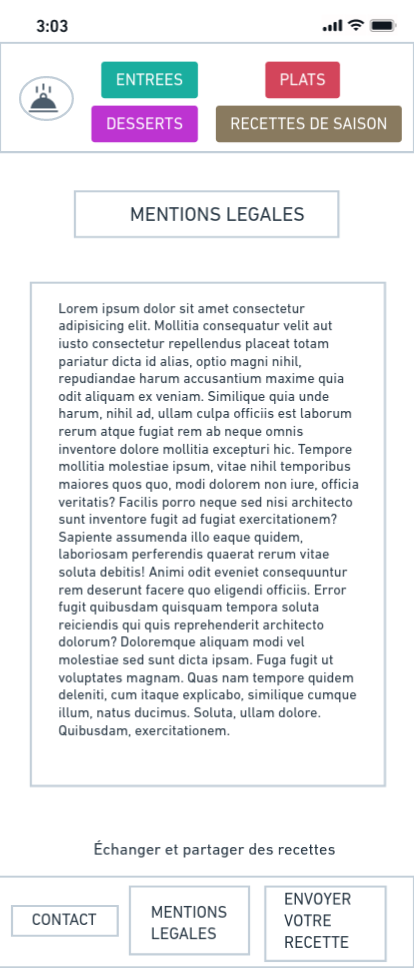 3:03
ENTREES
PLATS
DESSERTS
RECETTES DE SAISON
MENTIONS LEGALES
Lorem ipsum dolor sit amet consectetur
adipisicing elit. Mollitia consequatur velit aut
iusto consectetur repellendus placeat totam
pariatur dicta id alias, optio magni nihil,
repudiandae harum accusantium maxime quia
odit aliquam ex veniam. Similique quia unde
harum, nihil ad, ullam culpa officiis est laborum
rerum atque fugiat rem ab neque omnis
inventore dolore mollitia excepturi hic. Tempore
mollitia molestiae ipsum, vitae nihil temporibus
maiores quos quo, modi dolorem non iure, officia
veritatis? Facilis porro neque sed nisi architecto
sunt inventore fugit ad fugiat exercitationem?
Sapiente assumenda illo eaque quidem,
laboriosam perferendis quaerat rerum vitae
soluta debitis! Animi odit eveniet consequuntur
rem deserunt facere quo eligendi officiis. Error
fugit quibusdam quisquam tempora soluta
reiciendis qui quis reprehenderit architecto
dolorum? Doloremque aliquam modi vel
molestiae sed sunt dicta ipsam. Fuga fugit ut
voluptates magnam. Quas nam tempore quidem
deleniti, cum itaque explicabo, similique cumque
illum, natus ducimus. Soluta, ullam dolore.
Quibusdam, exercitationem.
Échanger et partager des recettes
CONTACT
MENTIONS
LEGALES
ENVOYER
VOTRE
RECETTE